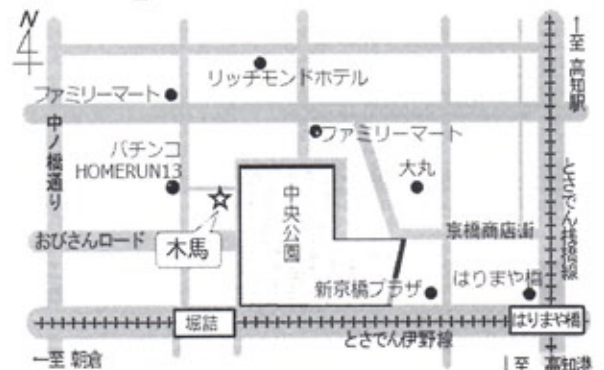 N
リッチモンドホテル
ファミリーマート
↑至 高知駅
中ノ橋通り
パチンコ
HOMERUN13
ファミリーマート
大丸
中央公園
とさでん桟橋線
木馬
おびさんロード
京橋商店街
新京橋プラザ
はりまや橋
堀詰
はりまや橋
とさでん伊野線
←至 朝倉
至 高知港